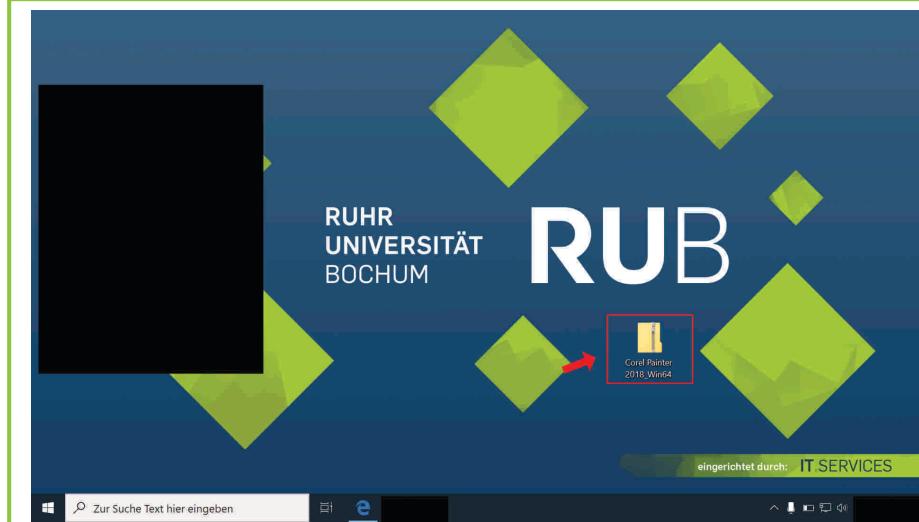 RUHR
UNIVERSITÄT
BOCHUM
RUB
Corel Painter
2018_Win64
eingerichtet durch: IT.SERVICES
Zur Suche Text hier eingeben